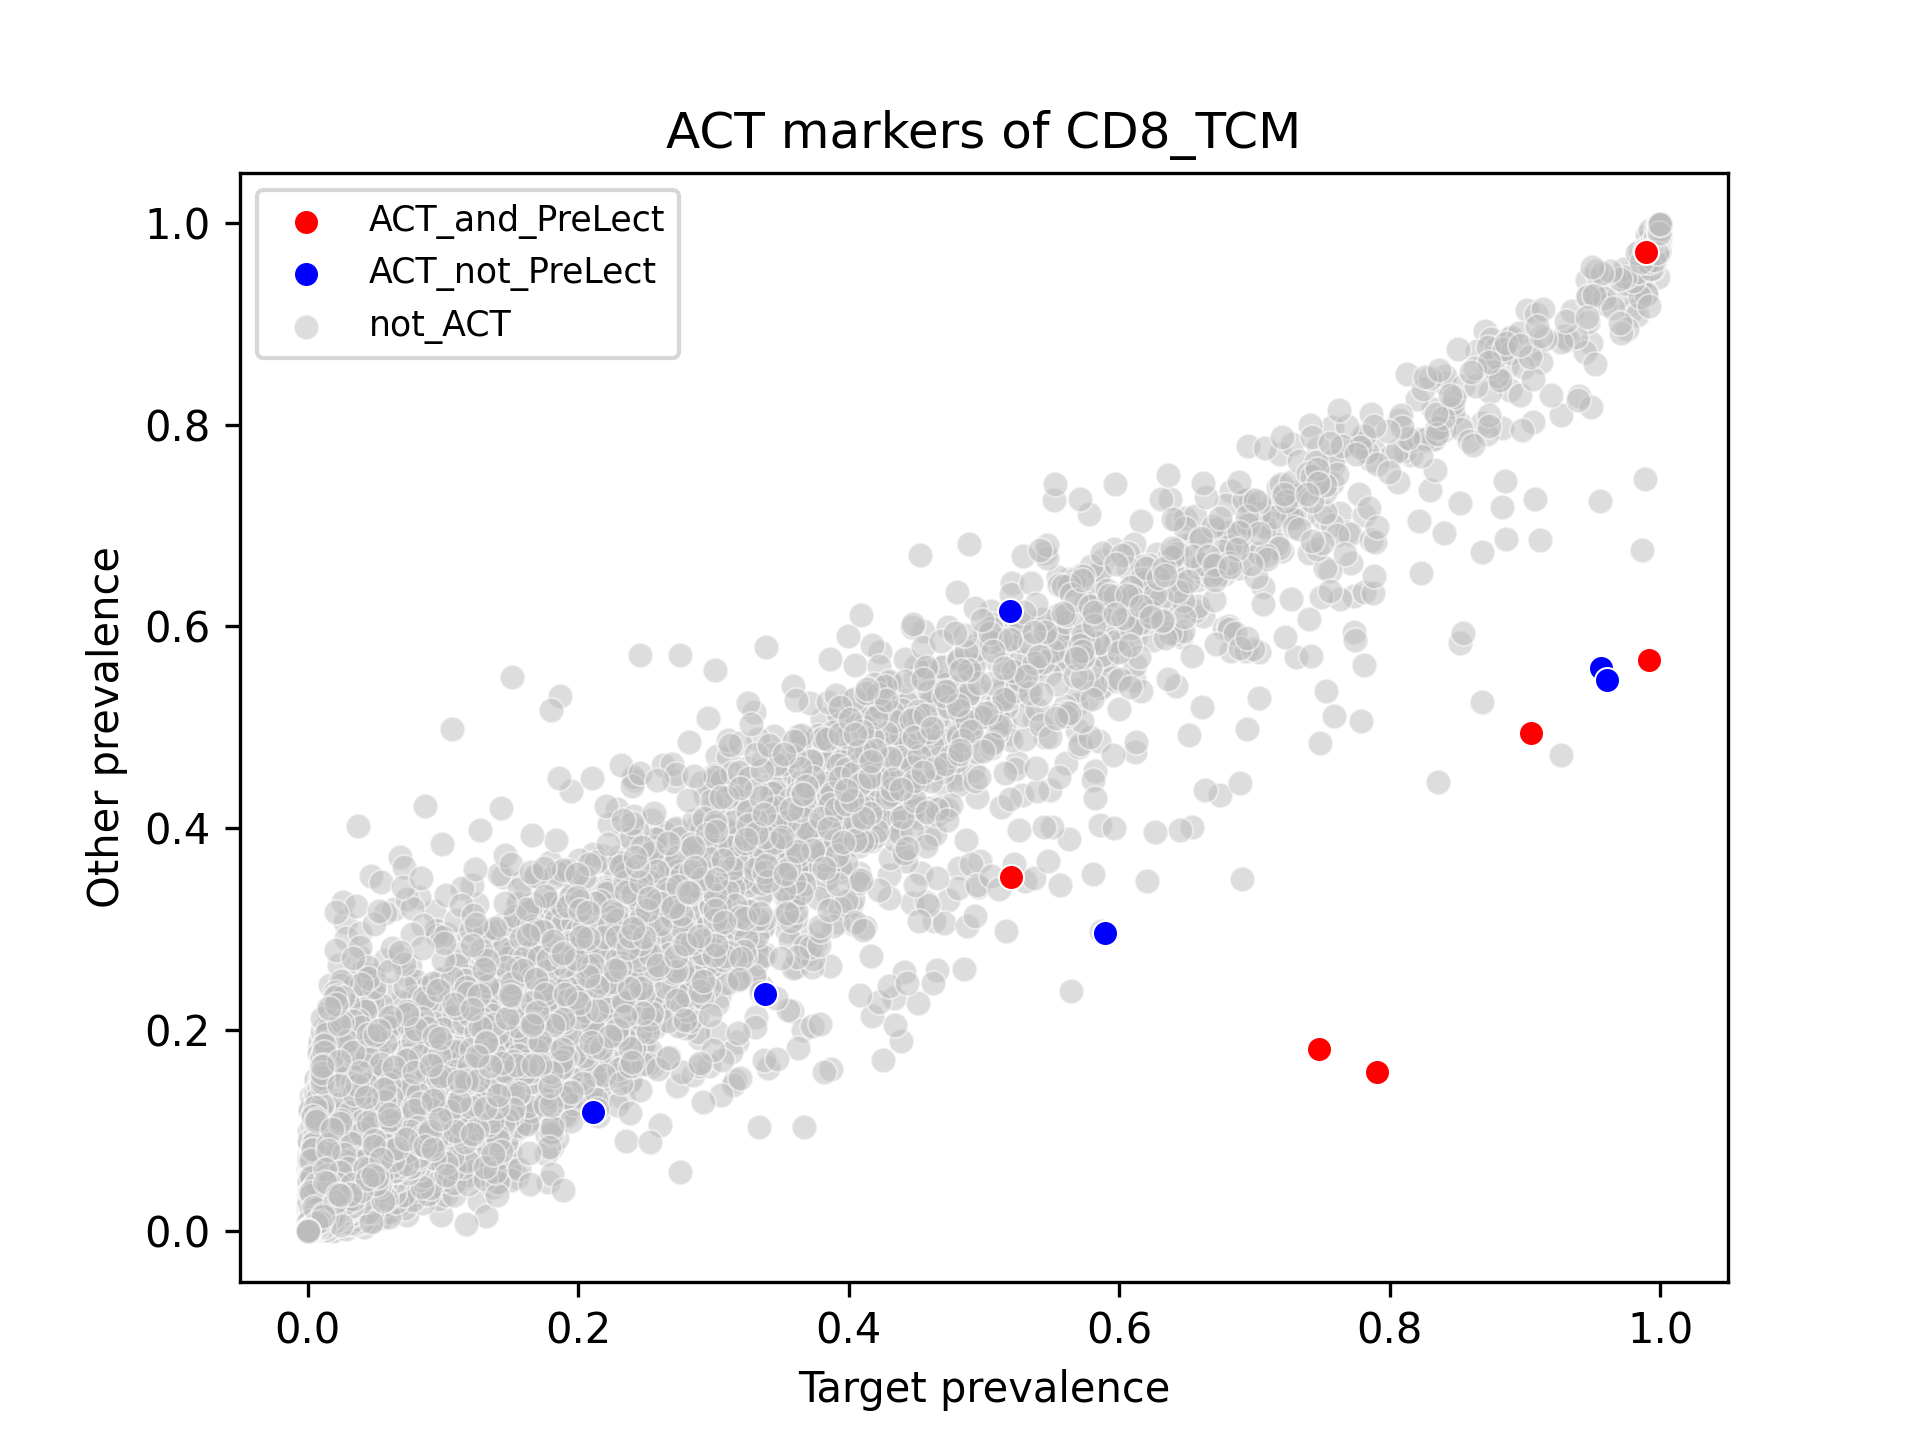 ACT markers of CD8_TCM
ACT_and_PreLect
ACT_not_PreLect
not_ACT
1.0
0.8
0.6
0.4
0.2
0.0
Other prevalence
0.0 0.2 0.4 0.6 0.8 1.0
Target prevalence